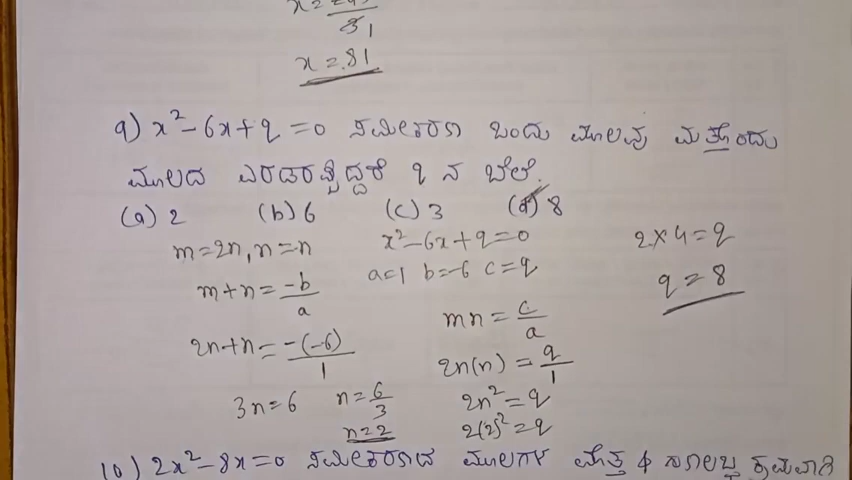 x = 81
9) x² - 6x + q = 0 ಸಮೀಕರಣದ ಒಂದು ಮೂಲವು ಮತ್ತೊಂದು
ಮೂಲದ ಎರಡರಷ್ಟಿದ್ದರೆ q ನ ಬೆಲೆ.
(a) 2 (b) 6 (c) 3 (d) 8
m = 2n, n = n x² - 6x + q = 0 2 × 4 = q
m + n = -b/a a = 1 b = -6 c = q q = 8
mn = c/a
2n + n = -(-6)/1 2n(n) = q/1
3n = 6 n = 6/3 2n² = q
n = 2 2(2)² = q
10) 2x² - 8x = 0 ಸಮೀಕರಣದ ಮೂಲಗಳ ಮೊತ್ತ & ಗುಣಲಬ್ಧ ಕ್ರಮವಾಗಿ